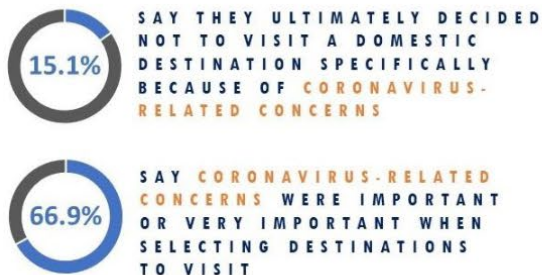 15.1%
SAY THEY ULTIMATELY DECIDED
NOT TO VISIT A DOMESTIC
DESTINATION SPECIFICALLY
BECAUSE OF CORONAVIRUS-
RELATED CONCERNS
66.9%
SAY CORONAVIRUS-RELATED
CONCERNS WERE IMPORTANT
OR VERY IMPORTANT WHEN
SELECTING DESTINATIONS
TO VISIT